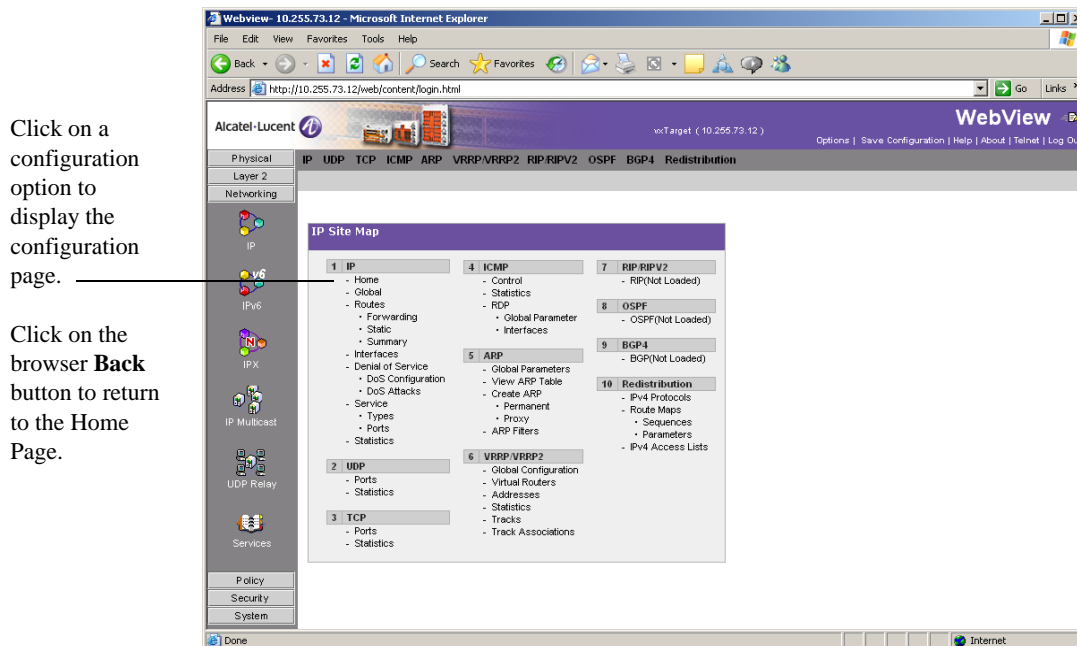 Click on a
configuration
option to
display the
configuration
page.
Click on the
browser Back
button to return
to the Home
Page.
Webview- 10.255.73.12 - Microsoft Internet Explorer
File Edit View Favorites Tools Help
Back Search Favorites
Address http://10.255.73.12/web/content/login.html Go Links
Alcatel-Lucent
vxTarget ( 10.255.73.12 )
WebView
Options | Save Configuration | Help | About | Telnet | Log Ou
Physical
Layer 2
Networking
IP
IPv6
IPX
IP Multicast
UDP Relay
Services
Policy
Security
System
IP UDP TCP ICMP ARP VRRP/VRRP2 RIP/RIPV2 OSPF BGP4 Redistribution
IP Site Map
1 IP
- Home
- Global
- Routes
• Forwarding
• Static
• Summary
- Interfaces
- Denial of Service
• DoS Configuration
• DoS Attacks
- Service
• Types
• Ports
- Statistics
2 UDP
- Ports
- Statistics
3 TCP
- Ports
- Statistics
4 ICMP
- Control
- Statistics
- RDP
• Global Parameter
• Interfaces
5 ARP
- Global Parameters
- View ARP Table
- Create ARP
• Permanent
• Proxy
- ARP Filters
6 VRRP/VRRP2
- Global Configuration
- Virtual Routers
- Addresses
- Statistics
- Tracks
- Track Associations
7 RIP/RIPV2
- RIP(Not Loaded)
8 OSPF
- OSPF(Not Loaded)
9 BGP4
- BGP(Not Loaded)
10 Redistribution
- IPv4 Protocols
- Route Maps
• Sequences
• Parameters
- IPv4 Access Lists
Done
Internet